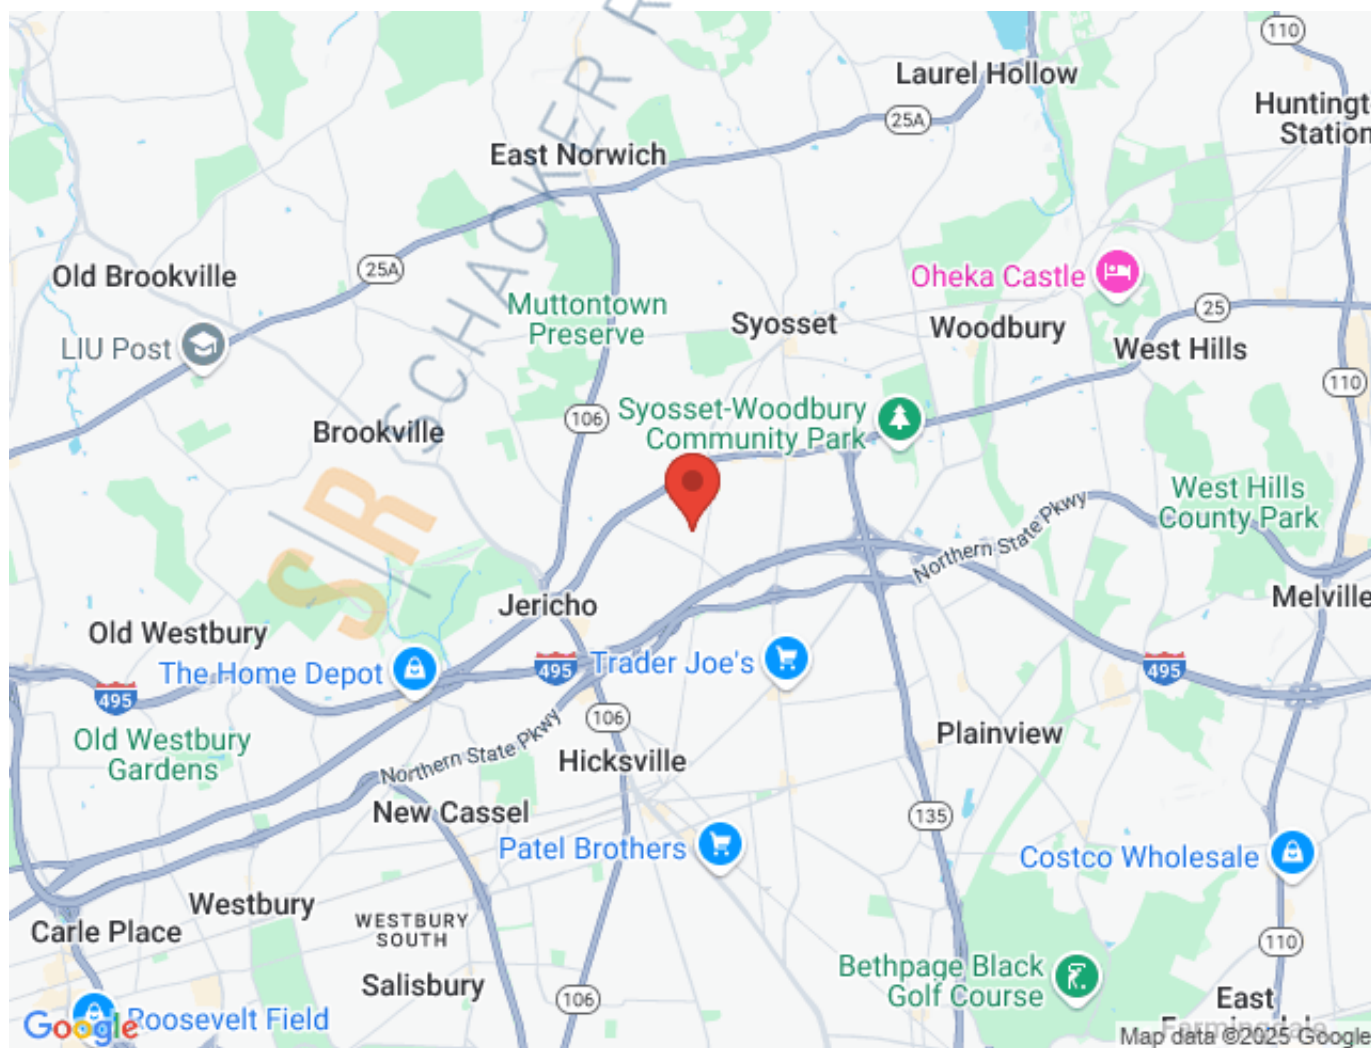 110
Laurel Hollow
Huntingt
Station
25A
East Norwich
SCHACKER R
Old Brookville
25A
Oheka Castle
Muttontown
Preserve
25
LIU Post
Syosset
Woodbury
West Hills
110
106
Syosset-Woodbury
Community Park
Brookville
SIR
West Hills
County Park
Northern State Pkwy
Jericho
Melville
Old Westbury
The Home Depot
495
Trader Joe's
495
495
106
Old Westbury
Gardens
Northern State Pkwy
Hicksville
Plainview
New Cassel
135
Patel Brothers
Costco Wholesale
Westbury
WESTBURY
SOUTH
Carle Place
110
Bethpage Black
Golf Course
Salisbury
106
East
Farmingdale
Roosevelt Field
Google
Map data ©2025 Google